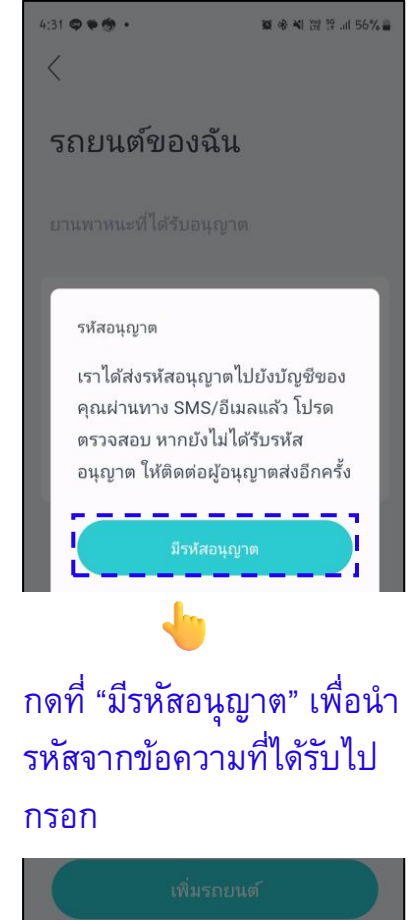 4:31
56%
รถยนต์ของฉัน
ยานพาหนะที่ได้รับอนุญาต
รหัสอนุญาต
เราได้ส่งรหัสอนุญาตไปยังบัญชีของ
คุณผ่านทาง SMS/อีเมลแล้ว โปรด
ตรวจสอบ หากยังไม่ได้รับรหัส
อนุญาต ให้ติดต่อผู้อนุญาตส่งอีกครั้ง
มีรหัสอนุญาต
กดที่ “มีรหัสอนุญาต” เพื่อนำ
รหัสจากข้อความที่ได้รับไป
กรอก
เพิ่มรถยนต์